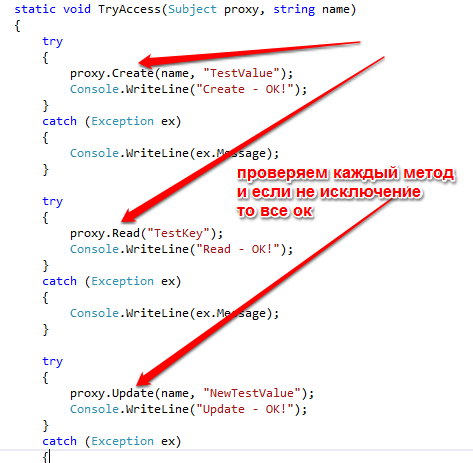 static void TryAccess(Subject proxy, string name)
{
try
{
proxy.Create(name, "TestValue");
Console.WriteLine("Create - OK!");
}
catch (Exception ex)
{
Console.WriteLine(ex.Message);
}
проверяем каждый метод
и если не исключение
то все ок
try
{
proxy.Read("TestKey");
Console.WriteLine("Read - OK!");
}
catch (Exception ex)
{
Console.WriteLine(ex.Message);
}
try
{
proxy.Update(name, "NewTestValue");
Console.WriteLine("Update - OK!");
}
catch (Exception ex)
{